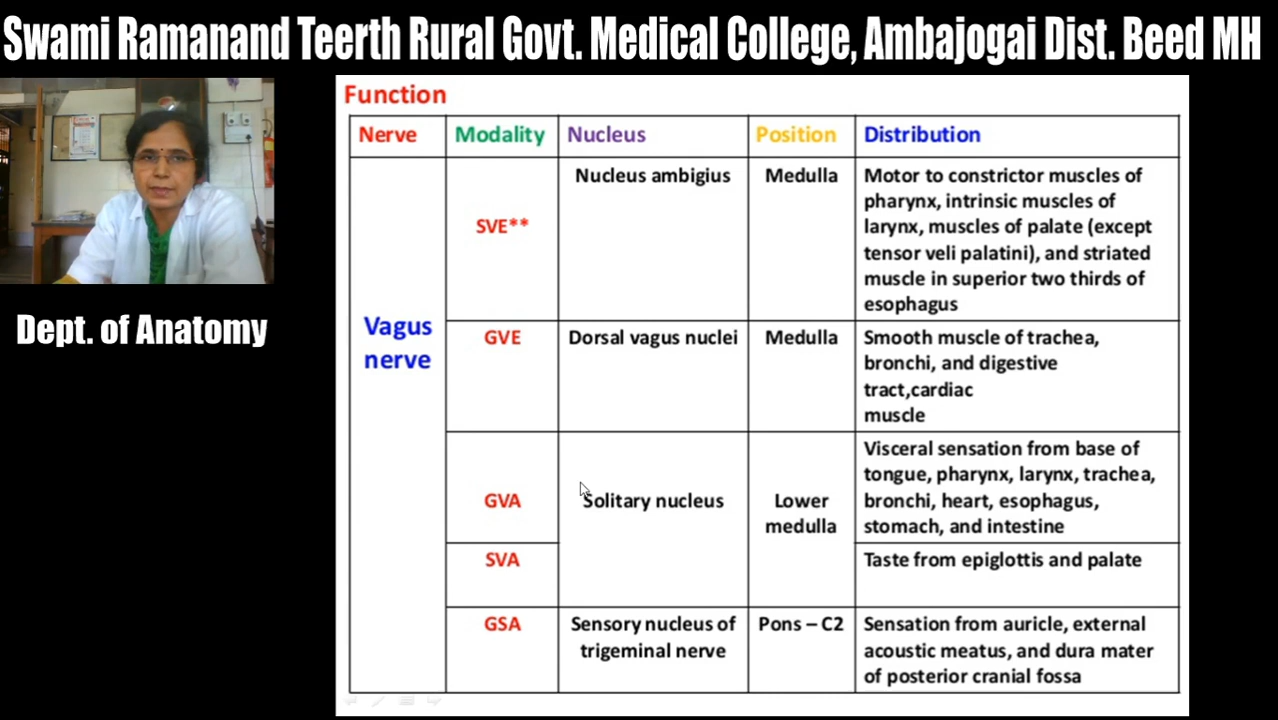 Swami Ramanand Teerth Rural Govt. Medical College, Ambajogai Dist. Beed MH
Dept. of Anatomy
Function
Nerve Modality Nucleus Position Distribution
Vagus
nerve
SVE**
Nucleus ambigius
Medulla
Motor to constrictor muscles of
pharynx, intrinsic muscles of
larynx, muscles of palate (except
tensor veli palatini), and striated
muscle in superior two thirds of
esophagus
GVE
Dorsal vagus nuclei
Medulla
Smooth muscle of trachea,
bronchi, and digestive
tract,cardiac
muscle
GVA
Solitary nucleus
Lower
medulla
Visceral sensation from base of
tongue, pharynx, larynx, trachea,
bronchi, heart, esophagus,
stomach, and intestine
SVA
Taste from epiglottis and palate
GSA
Sensory nucleus of
trigeminal nerve
Pons – C2
Sensation from auricle, external
acoustic meatus, and dura mater
of posterior cranial fossa